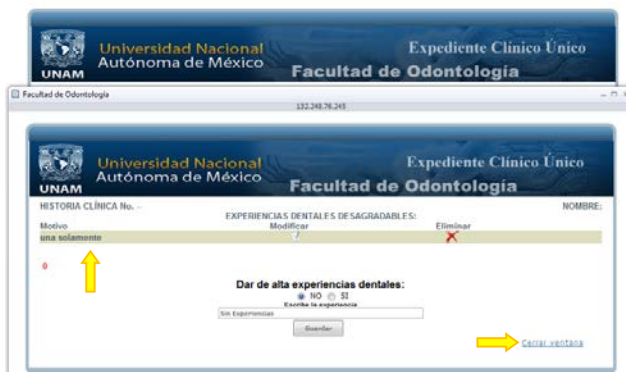 Universidad Nacional
Autónoma de México
Expediente Clínico Único
Facultad de Odontología
UNAM
Facultad de Odontología
132.248.76.245
Universidad Nacional
Autónoma de México
Expediente Clínico Único
Facultad de Odontología
UNAM
HISTORIA CLÍNICA No. -
NOMBRE:
EXPERIENCIAS DENTALES DESAGRADABLES:
Motivo Modificar Eliminar
una solamento
0
Dar de alta experiencias dentales:
NO SI
Escribe la experiencia
Sin Experiencias
Guardar
Cerrar ventana